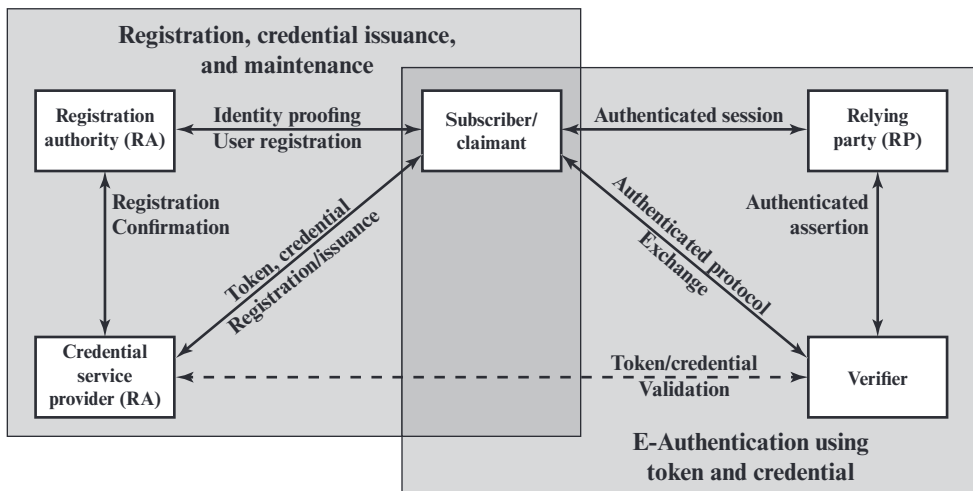 Registration, credential issuance,
and maintenance
Registration
authority (RA)
Identity proofing
User registration
Subscriber/
claimant
Authenticated session
Relying
party (RP)
Registration
Confirmation
Token, credential
Registration/issuance
Authenticated protocol
Exchange
Authenticated
assertion
Credential
service
provider (RA)
Token/credential
Validation
Verifier
E-Authentication using
token and credential